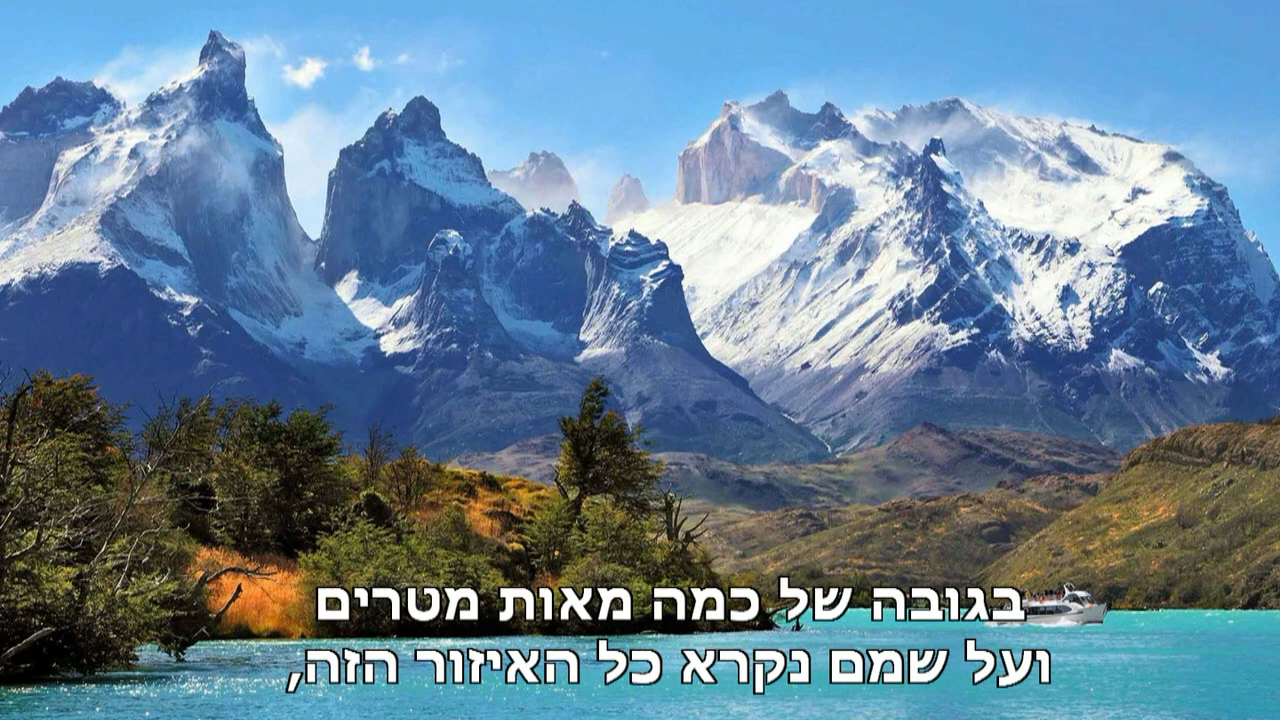 בגובה של כמה מאות מטרים
ועל שמם נקרא כל האיזור הזה,